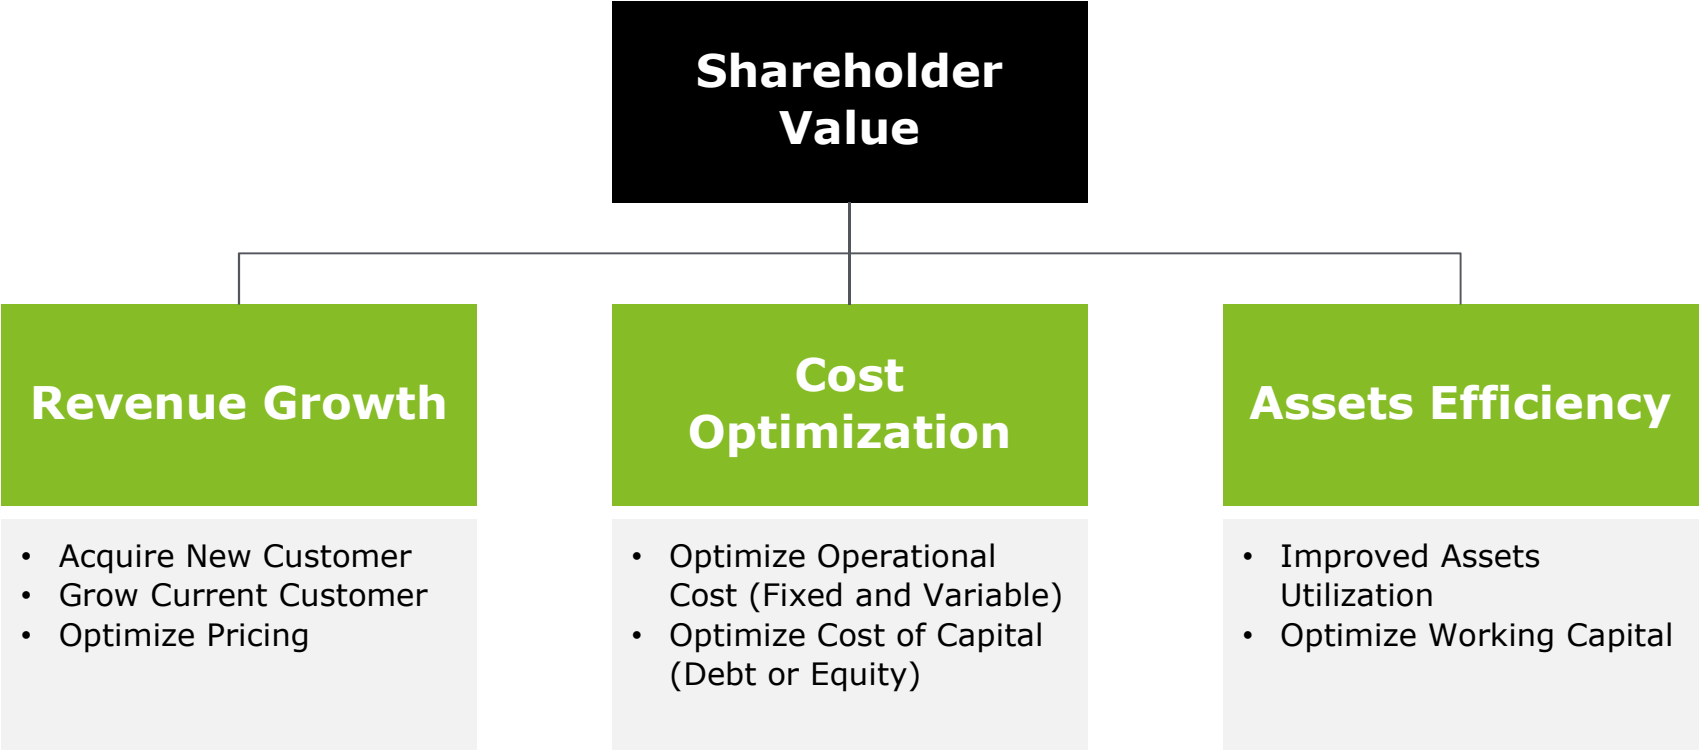 Shareholder
Value
Revenue Growth
Cost
Optimization
Assets Efficiency
• Acquire New Customer
• Grow Current Customer
• Optimize Pricing
• Optimize Operational
Cost (Fixed and Variable)
• Optimize Cost of Capital
(Debt or Equity)
• Improved Assets
Utilization
• Optimize Working Capital